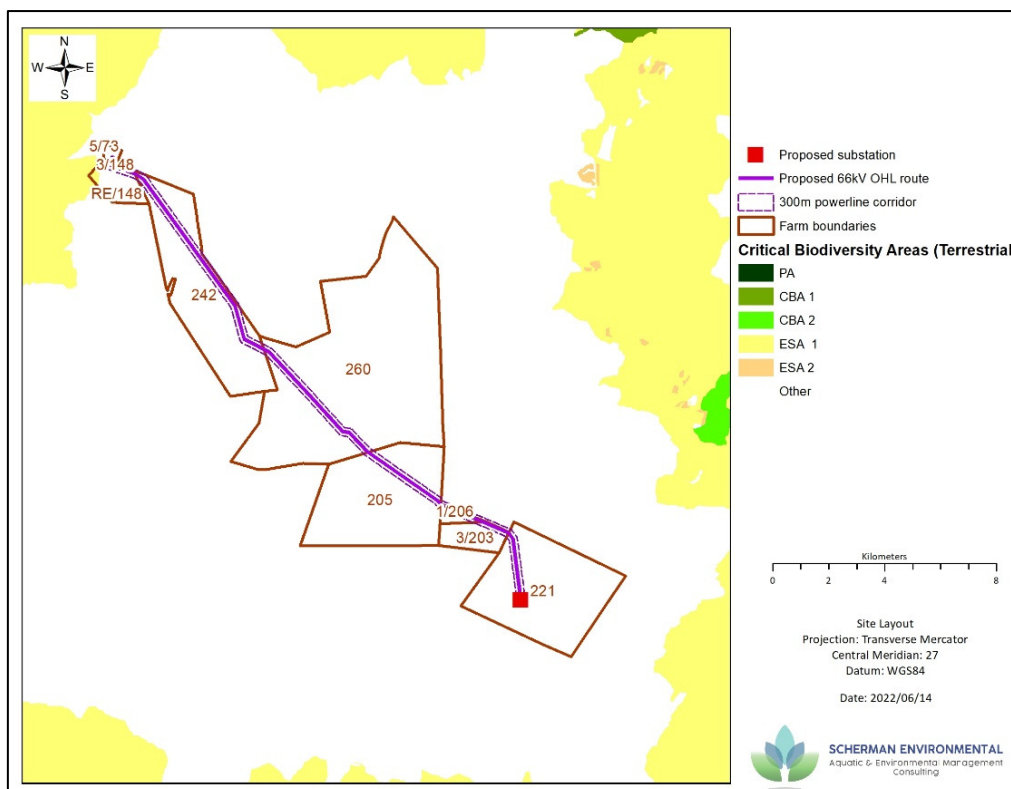 N
W E
S
5/73
3/148
RE/148
242
260
205
1/206
3/203
221
Proposed substation
Proposed 66kV OHL route
300m powerline corridor
Farm boundaries
Critical Biodiversity Areas (Terrestrial
PA
CBA 1
CBA 2
ESA 1
ESA 2
Other
Kilometers
0 2 4 6 8
Site Layout
Projection: Transverse Mercator
Central Meridian: 27
Datum: WGS84
Date: 2022/06/14
SCHERMAN ENVIRONMENTAL
Aquatic & Environmental Management
Consulting